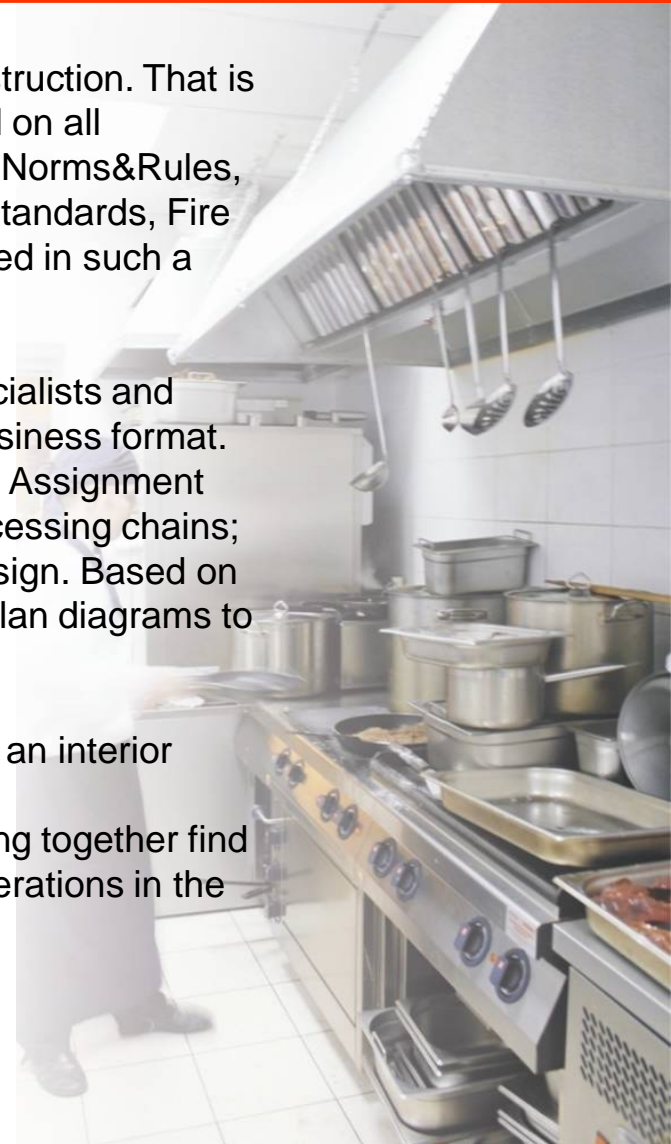 struction. That is
on all
Norms&Rules,
tandards, Fire
ed in such a
cialists and
siness format.
Assignment
cessing chains;
sign. Based on
lan diagrams to
an interior
ng together find
erations in the